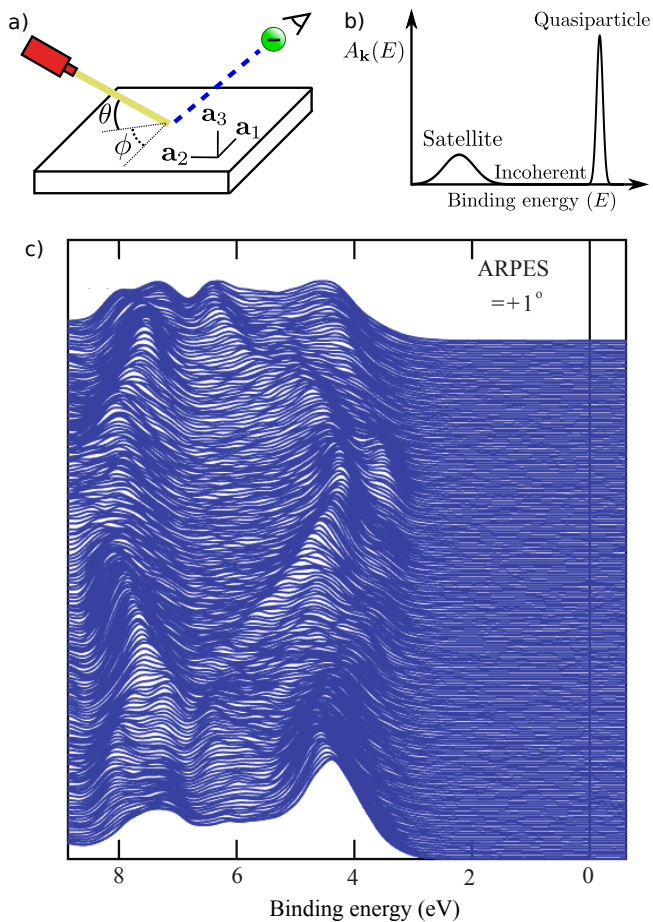 a)
θ
ϕ
a₃
a₁
a₂
−
b)
Quasiparticle
Aₖ(E)
Satellite
Incoherent
Binding energy (E)
c)
ARPES
=+1°
8
6
4
2
0
Binding energy (eV)